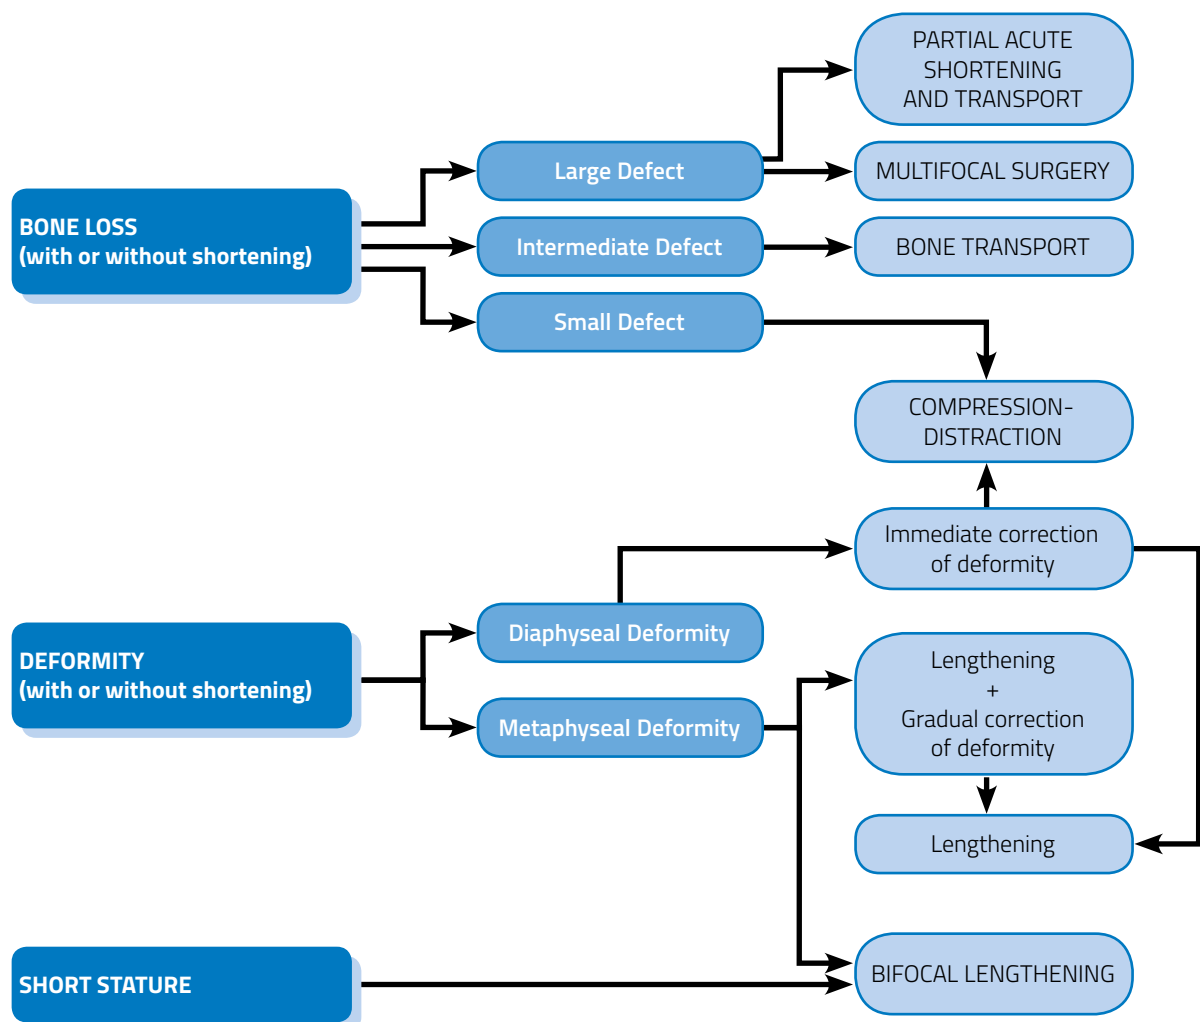 PARTIAL ACUTE
SHORTENING
AND TRANSPORT
Large Defect
MULTIFOCAL SURGERY
BONE LOSS
(with or without shortening)
Intermediate Defect
BONE TRANSPORT
Small Defect
COMPRESSION-
DISTRACTION
Immediate correction
of deformity
Diaphyseal Deformity
DEFORMITY
(with or without shortening)
Lengthening
+
Gradual correction
of deformity
Metaphyseal Deformity
Lengthening
SHORT STATURE
BIFOCAL LENGTHENING